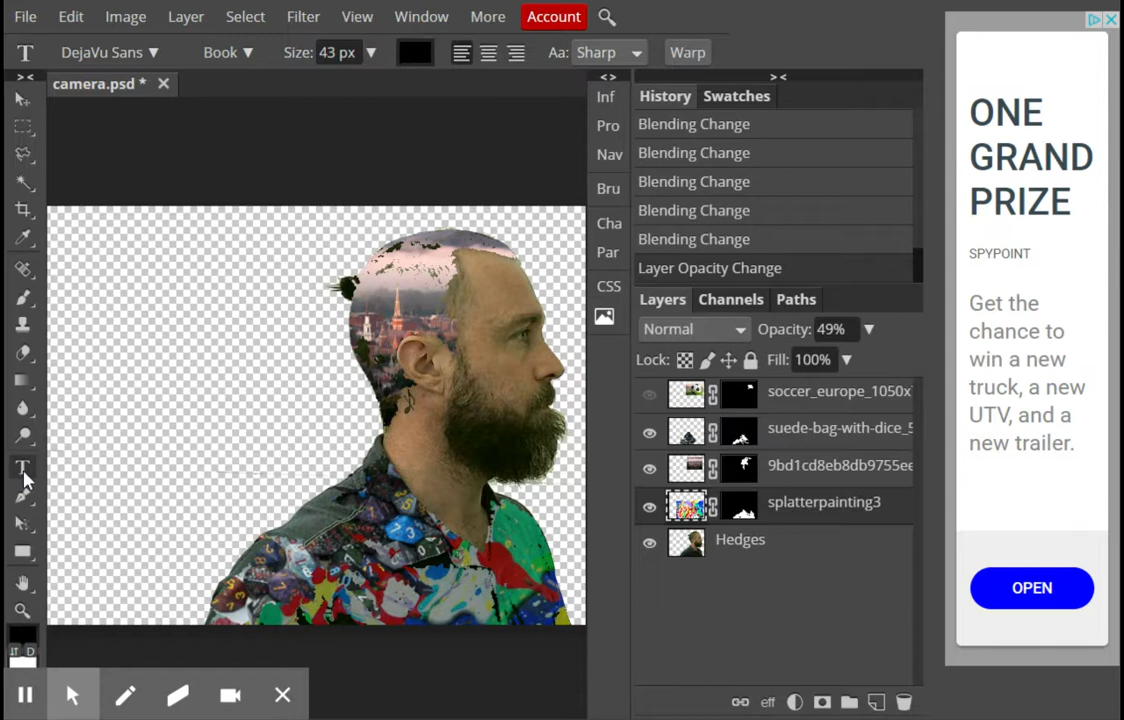 File Edit Image Layer Select Filter View Window More Account
T DejaVu Sans Book Size: 43 px Aa: Sharp Warp
camera.psd *
Inf
Pro
Nav
Bru
Cha
Par
CSS
History Swatches
Blending Change
Blending Change
Blending Change
Blending Change
Blending Change
Layer Opacity Change
Layers Channels Paths
Normal Opacity: 49%
Lock: Fill: 100%
soccer_europe_1050x
suede-bag-with-dice_5
9bd1cd8eb8db9755ee
splatterpainting3
Hedges
eff
T
D
ONE
GRAND
PRIZE
SPYPOINT
Get the
chance to
win a new
truck, a new
UTV, and a
new trailer.
OPEN